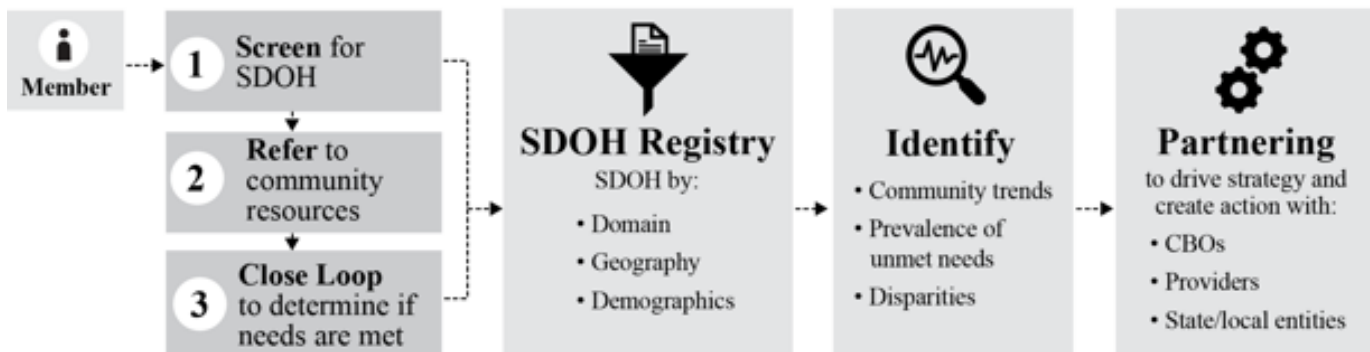 Member
1
Screen for
SDOH
2
Refer to
community
resources
3
Close Loop
to determine if
needs are met
SDOH Registry
SDOH by:
• Domain
• Geography
• Demographics
Identify
• Community trends
• Prevalence of
unmet needs
• Disparities
Partnering
to drive strategy and
create action with:
• CBOs
• Providers
• State/local entities